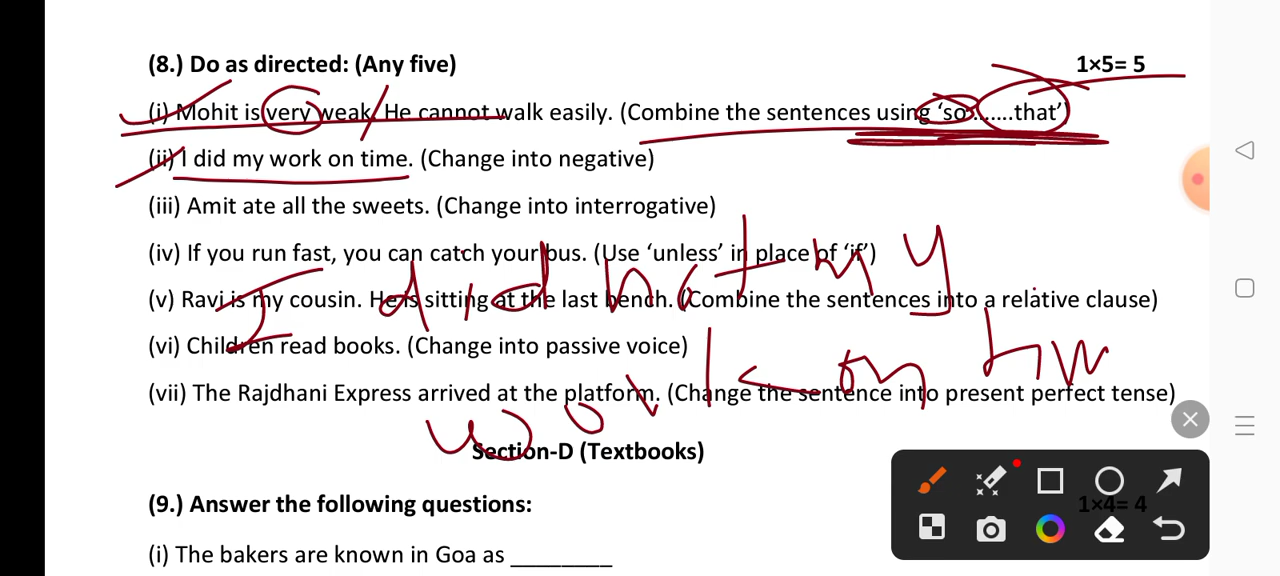 (8.) Do as directed: (Any five) 1×5= 5
(i) Mohit is very weak. He cannot walk easily. (Combine the sentences using ‘so…….that’)
(ii) I did my work on time. (Change into negative)
(iii) Amit ate all the sweets. (Change into interrogative)
(iv) If you run fast, you can catch your bus. (Use ‘unless’ in place of ‘if’)
I did not my
(v) Ravi is my cousin. He is sitting at the last bench. (Combine the sentences into a relative clause)
(vi) Children read books. (Change into passive voice)
work on tim
(vii) The Rajdhani Express arrived at the platform. (Change the sentence into present perfect tense)
Section-D (Textbooks)
(9.) Answer the following questions: 1×4= 4
(i) The bakers are known in Goa as ________